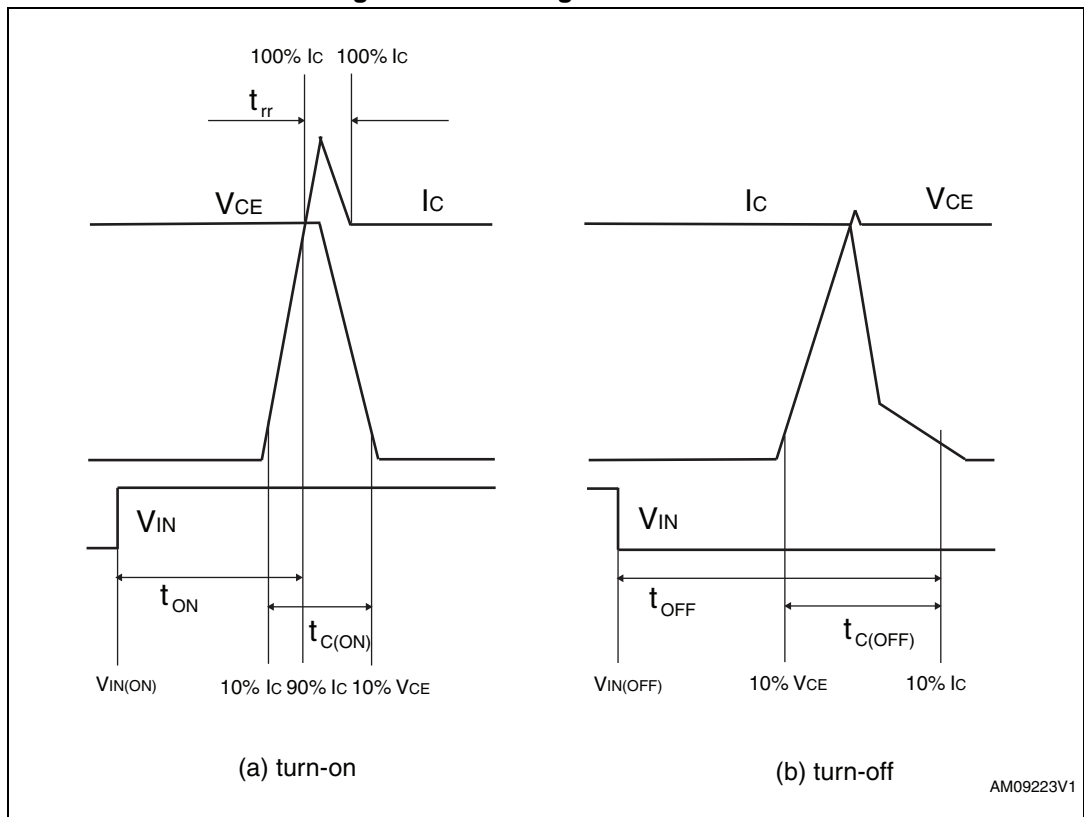 100% IC 100% IC
trr
VCE IC
VIN
tON
tC(ON)
VIN(ON) 10% IC 90% IC 10% VCE
(a) turn-on
IC VCE
VIN
tOFF
tC(OFF)
VIN(OFF) 10% VCE 10% IC
(b) turn-off
AM09223V1